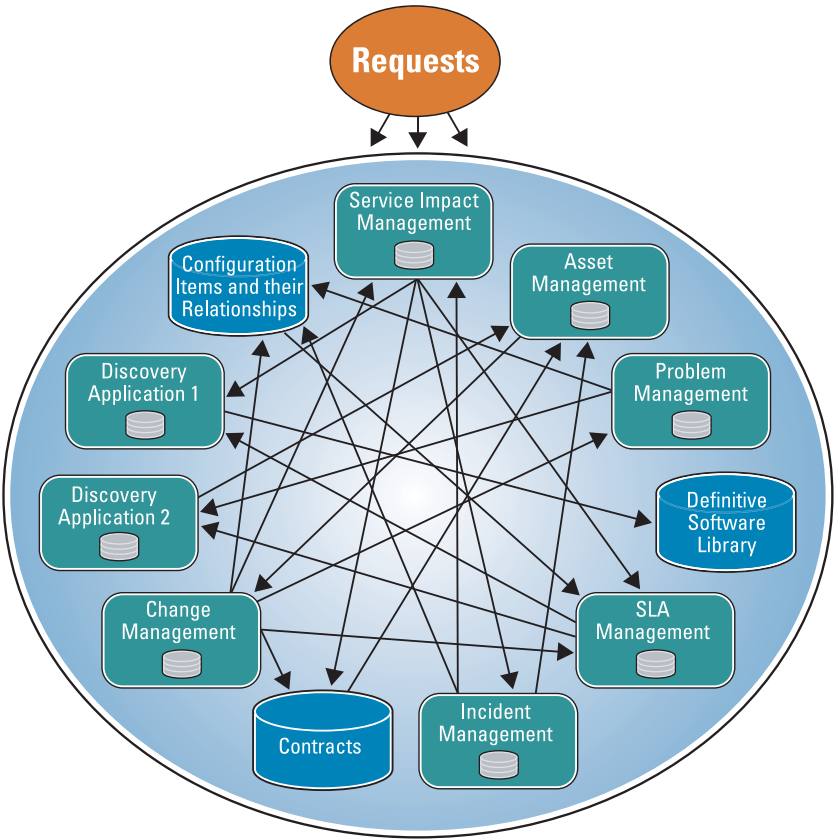 Requests
Service Impact
Management
Configuration
Items and their
Relationships
Asset
Management
Discovery
Application 1
Problem
Management
Discovery
Application 2
Definitive
Software
Library
Change
Management
SLA
Management
Contracts
Incident
Management